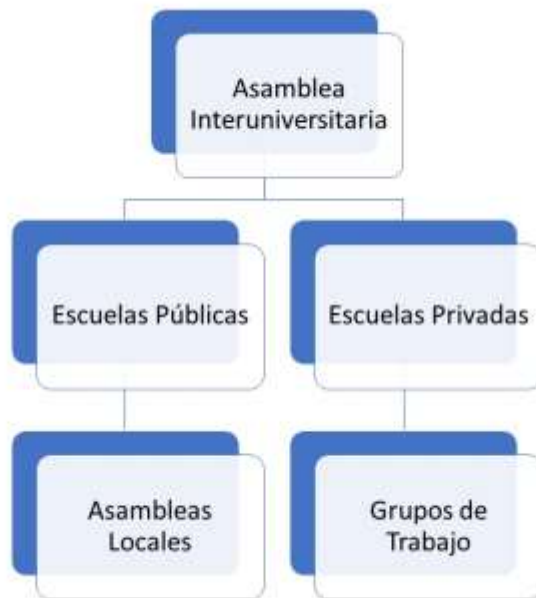 Asamblea
Interuniversitaria
Escuelas Públicas
Escuelas Privadas
Asambleas
Locales
Grupos de
Trabajo